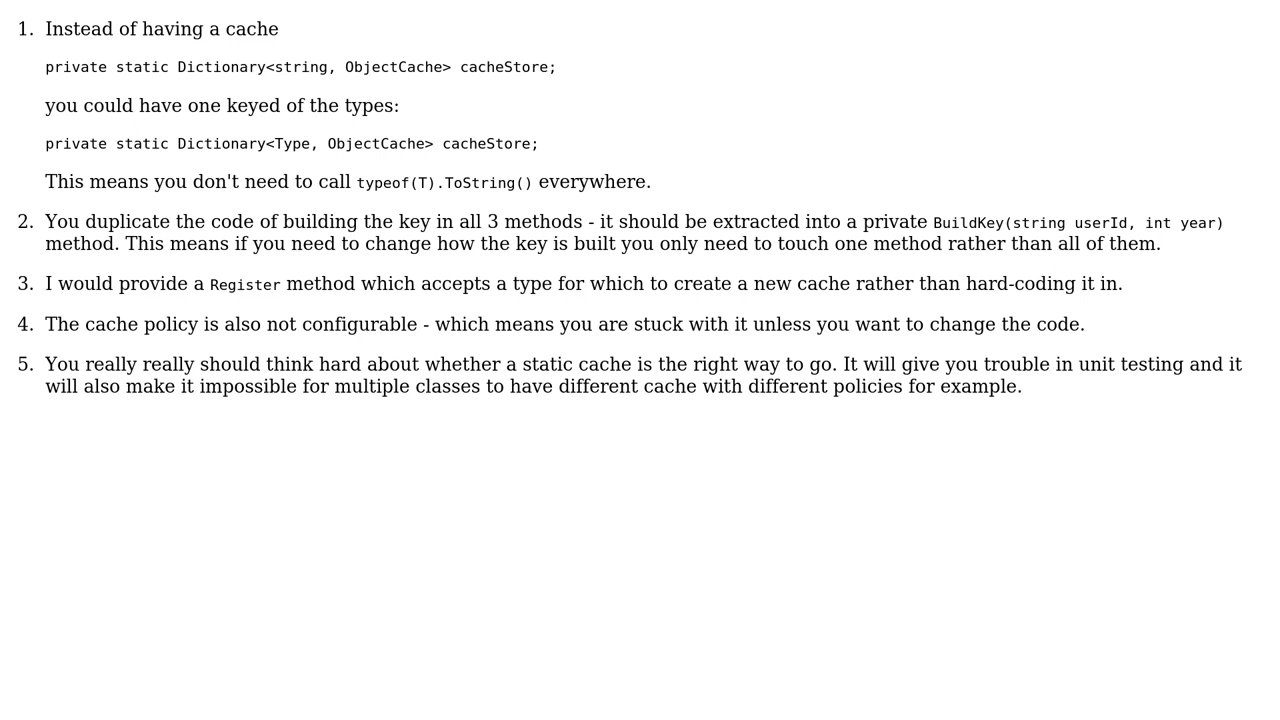 1. Instead of having a cache
private static Dictionary<string, ObjectCache> cacheStore;
you could have one keyed of the types:
private static Dictionary<Type, ObjectCache> cacheStore;
This means you don't need to call typeof(T).ToString() everywhere.
2. You duplicate the code of building the key in all 3 methods - it should be extracted into a private BuildKey(string userId, int year)
method. This means if you need to change how the key is built you only need to touch one method rather than all of them.
3. I would provide a Register method which accepts a type for which to create a new cache rather than hard-coding it in.
4. The cache policy is also not configurable - which means you are stuck with it unless you want to change the code.
5. You really really should think hard about whether a static cache is the right way to go. It will give you trouble in unit testing and it
will also make it impossible for multiple classes to have different cache with different policies for example.